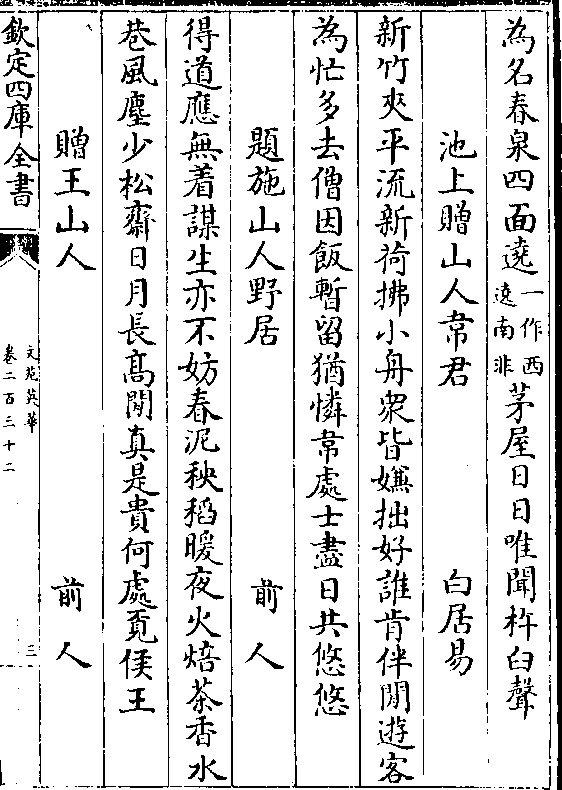 為名春泉四面遶一作西遶南非茅屋日日唯聞杵臼聲
池上贈山人韋君 白居易
新竹夾平流新荷拂小舟衆皆嫌拙好誰肯伴閒遊客
為忙多去僧因飯暫留猶憐韋處士盡日共悠悠
題施山人野居 前人
得道應無着謀生亦不妨春泥秧稻暖夜火焙茶香水
巷風塵少松齋日月長髙閒真是貴何處覓侯王
贈王山人 前人
欽定四庫全書 文苑英華 卷二百三十二 三